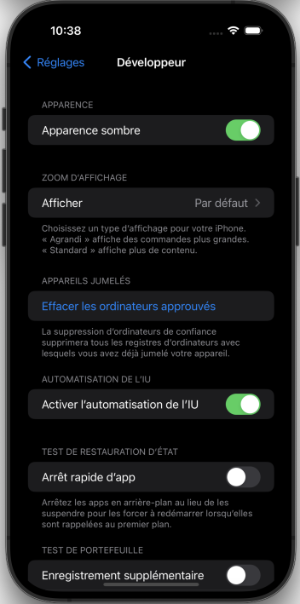 10:38
Réglages
Développeur
APPARENCE
Apparence sombre
ZOOM D'AFFICHAGE
Afficher
Par défaut
Choisissez un type d'affichage pour votre iPhone.
« Agrandi » affiche des commandes plus grandes.
« Standard » affiche plus de contenu.
APPAREILS JUMELÉS
Effacer les ordinateurs approuvés
La suppression d'ordinateurs de confiance
supprimera tous les registres d'ordinateurs avec
lesquels vous avez déjà jumelé votre appareil.
AUTOMATISATION DE L'IU
Activer l'automatisation de l'IU
TEST DE RESTAURATION D'ÉTAT
Arrêt rapide d'app
Arrêtez les apps en arrière-plan au lieu de les
suspendre pour les forcer à redémarrer lorsqu'elles
sont rappelées au premier plan.
TEST DE PORTEFEUILLE
Enregistrement supplémentaire